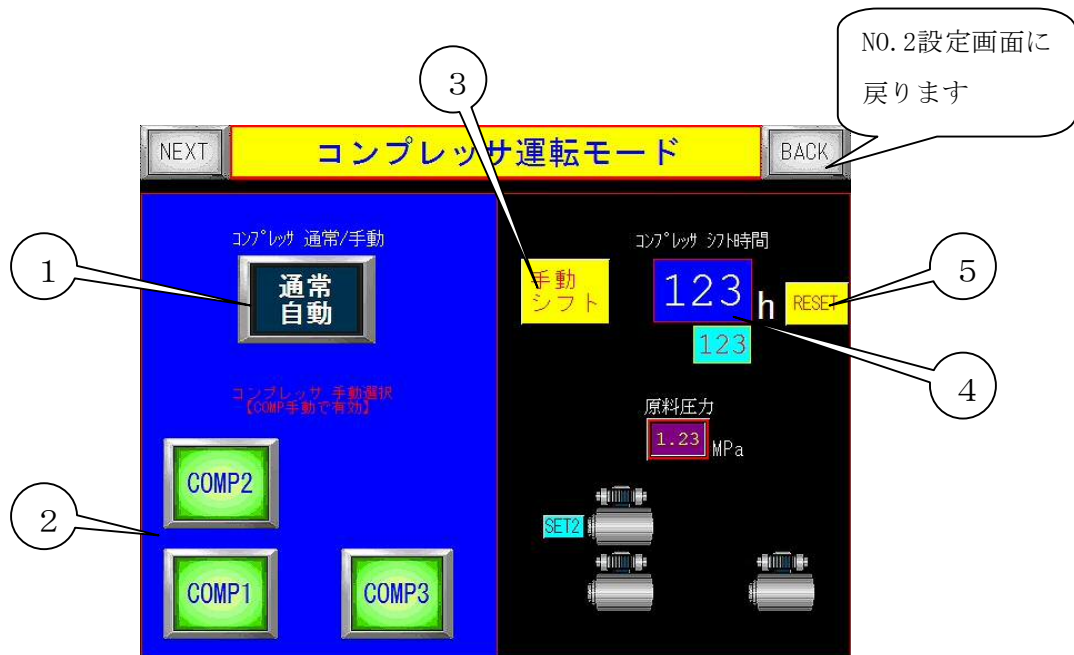 NO.2設定画面に
戻ります
3
NEXT
コンプレッサ運転モード
BACK
1
ｺﾝﾌﾟﾚｯｻ 通常/手動
通常
自動
コンプレッサ 手動選択
【COMP手動で有効】
2
COMP2
COMP1
COMP3
手動
シフト
ｺﾝﾌﾟﾚｯｻ ｼﾌﾄ時間
123
h
RESET
5
123
4
原料圧力
1.23
MPa
SET2